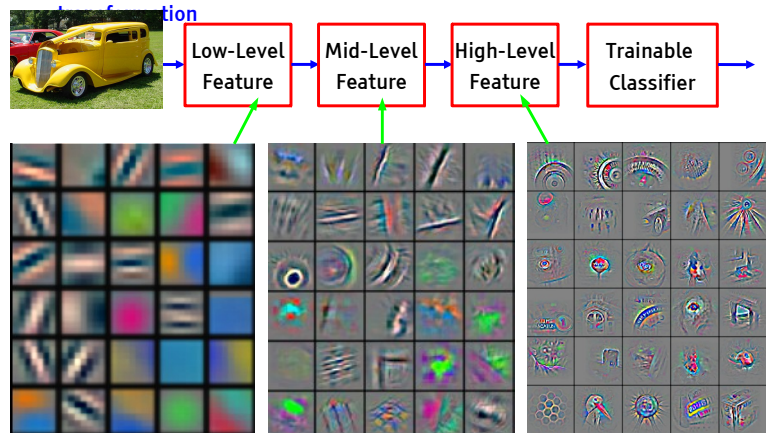 Low-Level
Feature
Mid-Level
Feature
High-Level
Feature
Trainable
Classifier